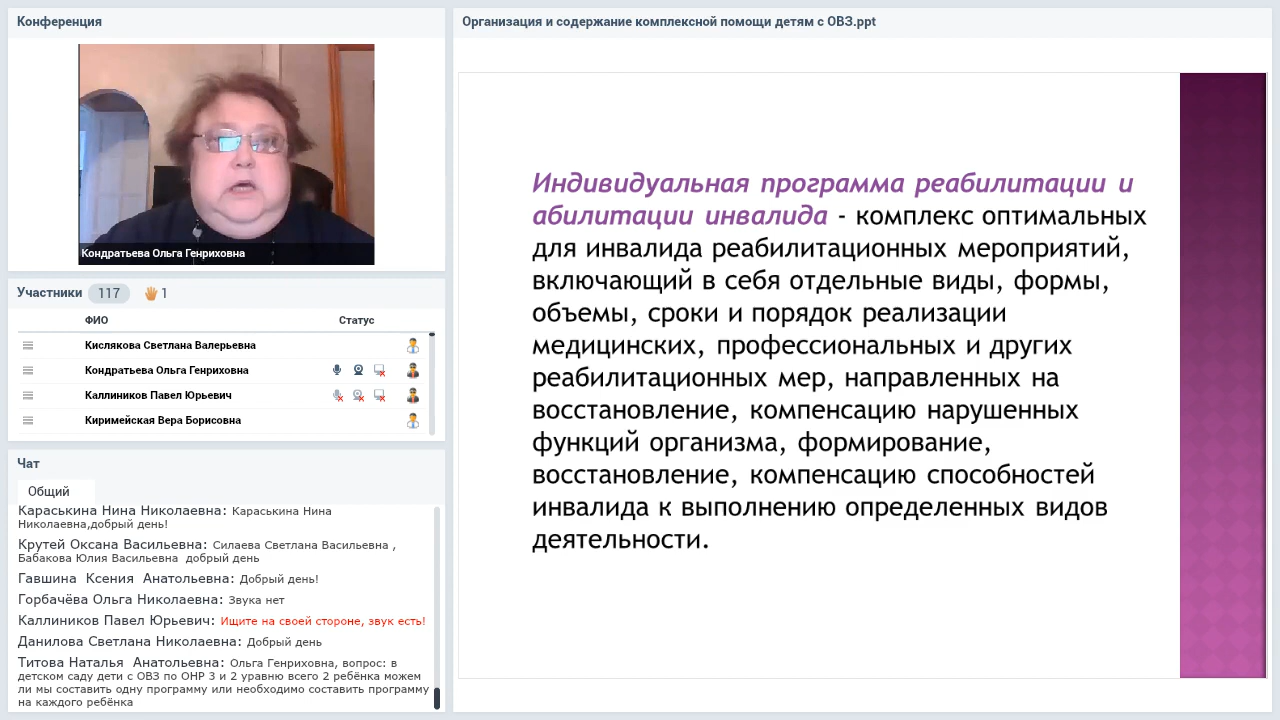 Конференция
Кондратьева Ольга Генриховна
Участники 117 1
ФИО Статус
Кислякова Светлана Валерьевна
Кондратьева Ольга Генриховна
Каллиников Павел Юрьевич
Киримейская Вера Борисовна
Чат
Общий
Караськина Нина Николаевна: Караськина Нина
Николаевна,добрый день!
Крутей Оксана Васильевна: Силаева Светлана Васильевна ,
Бабакова Юлия Васильевна добрый день
Гавшина Ксения Анатольевна: Добрый день!
Горбачёва Ольга Николаевна: Звука нет
Каллиников Павел Юрьевич: Ищите на своей стороне, звук есть!
Данилова Светлана Николаевна: Добрый день
Титова Наталья Анатольевна: Ольга Генриховна, вопрос: в
детском саду дети с ОВЗ по ОНР 3 и 2 уравню всего 2 ребёнка можем
ли мы составить одну программу или необходимо составить программу
на каждого ребёнка
Организация и содержание комплексной помощи детям с ОВЗ.ppt
Индивидуальная программа реабилитации и
абилитации инвалида - комплекс оптимальных
для инвалида реабилитационных мероприятий,
включающий в себя отдельные виды, формы,
объемы, сроки и порядок реализации
медицинских, профессиональных и других
реабилитационных мер, направленных на
восстановление, компенсацию нарушенных
функций организма, формирование,
восстановление, компенсацию способностей
инвалида к выполнению определенных видов
деятельности.